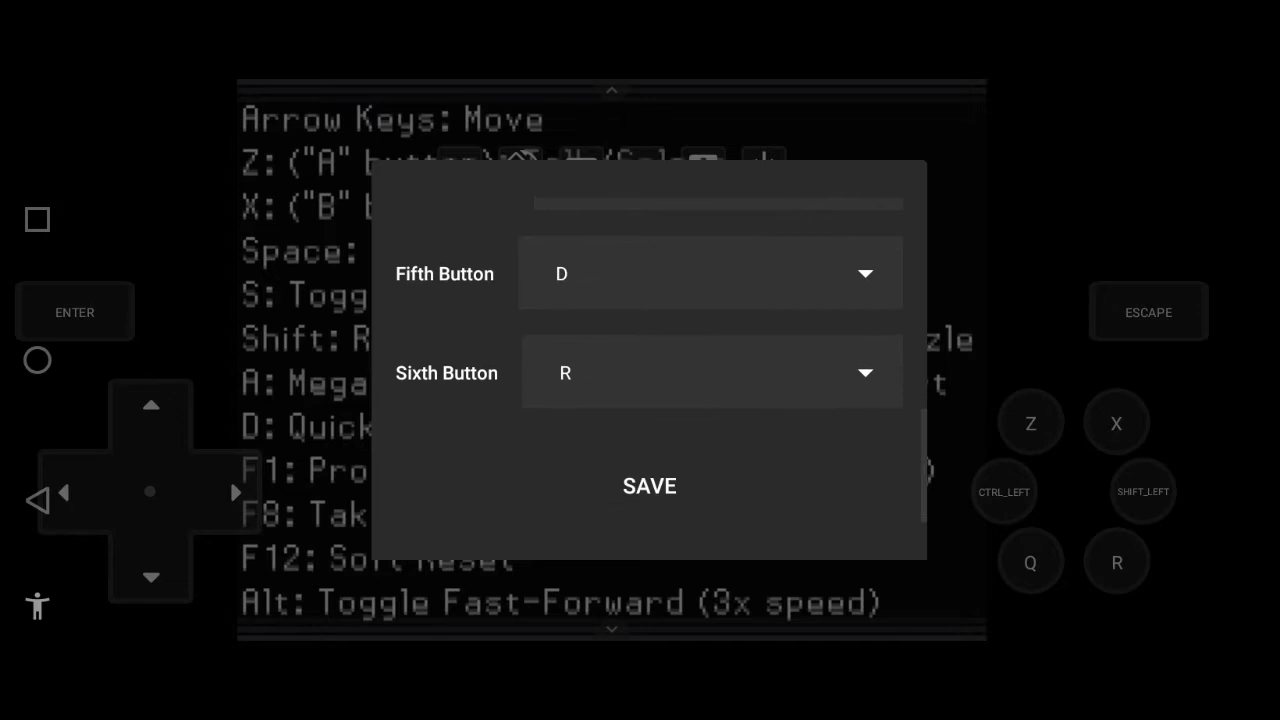 Arrow Keys: Move
Z: ("A"
X: ("B"
Space:
S: Togg
Shift: R
zle
A: Mega
t
D: Quick
F1: Pro
)
F8: Tak
F12: Soft Reset
Alt: Toggle Fast-Forward (3x speed)
Fifth Button
D
Sixth Button
R
SAVE
ENTER
ESCAPE
Z
X
CTRL_LEFT
SHIFT_LEFT
Q
R